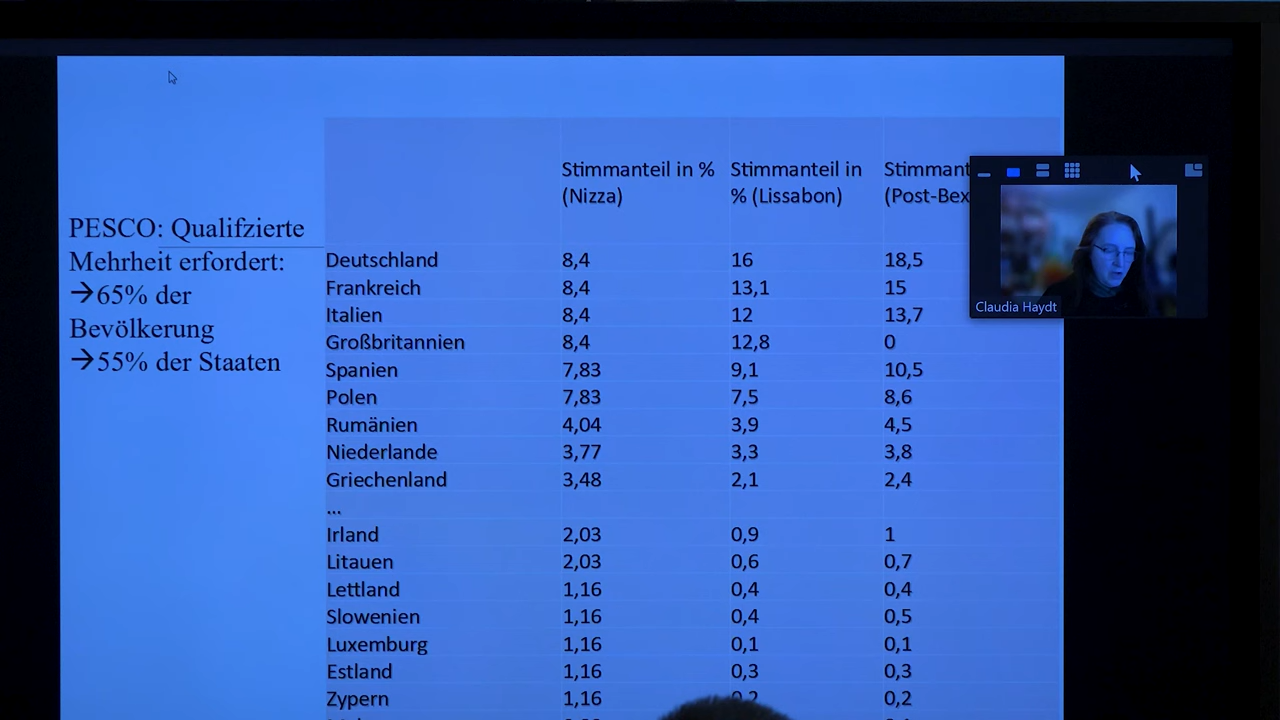 Stimmanteil in % Stimmanteil in
(Nizza) % (Lissabon) (Post-Bex
PESCO: Qualifzierte
Mehrheit erfordert:
→65% der
Bevölkerung
→55% der Staaten
Deutschland 8,4 16 18,5
Frankreich 8,4 13,1 15
Italien 8,4 12 13,7
Großbritannien 8,4 12,8 0
Spanien 7,83 9,1 10,5
Polen 7,83 7,5 8,6
Rumänien 4,04 3,9 4,5
Niederlande 3,77 3,3 3,8
Griechenland 3,48 2,1 2,4
...
Irland 2,03 0,9 1
Litauen 2,03 0,6 0,7
Lettland 1,16 0,4 0,4
Slowenien 1,16 0,4 0,5
Luxemburg 1,16 0,1 0,1
Estland 1,16 0,3 0,3
Zypern 1,16 0,2 0,2
Claudia Haydt